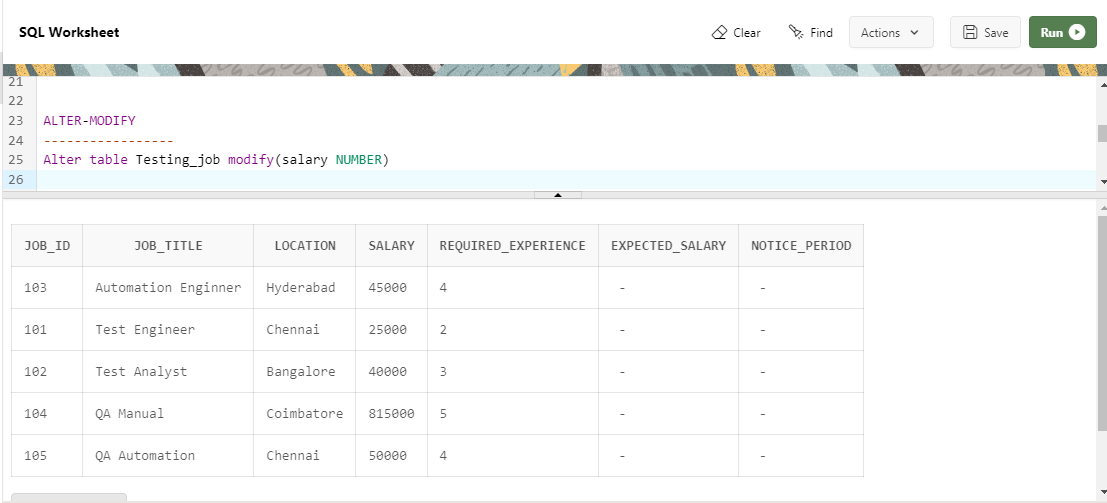 SQL Worksheet Clear Find Actions Save Run
21
22
23 ALTER-MODIFY
24 -----------------
25 Alter table Testing_job modify(salary NUMBER)
26
JOB_ID JOB_TITLE LOCATION SALARY REQUIRED_EXPERIENCE EXPECTED_SALARY NOTICE_PERIOD
103 Automation Enginner Hyderabad 45000 4 - -
101 Test Engineer Chennai 25000 2 - -
102 Test Analyst Bangalore 40000 3 - -
104 QA Manual Coimbatore 815000 5 - -
105 QA Automation Chennai 50000 4 - -